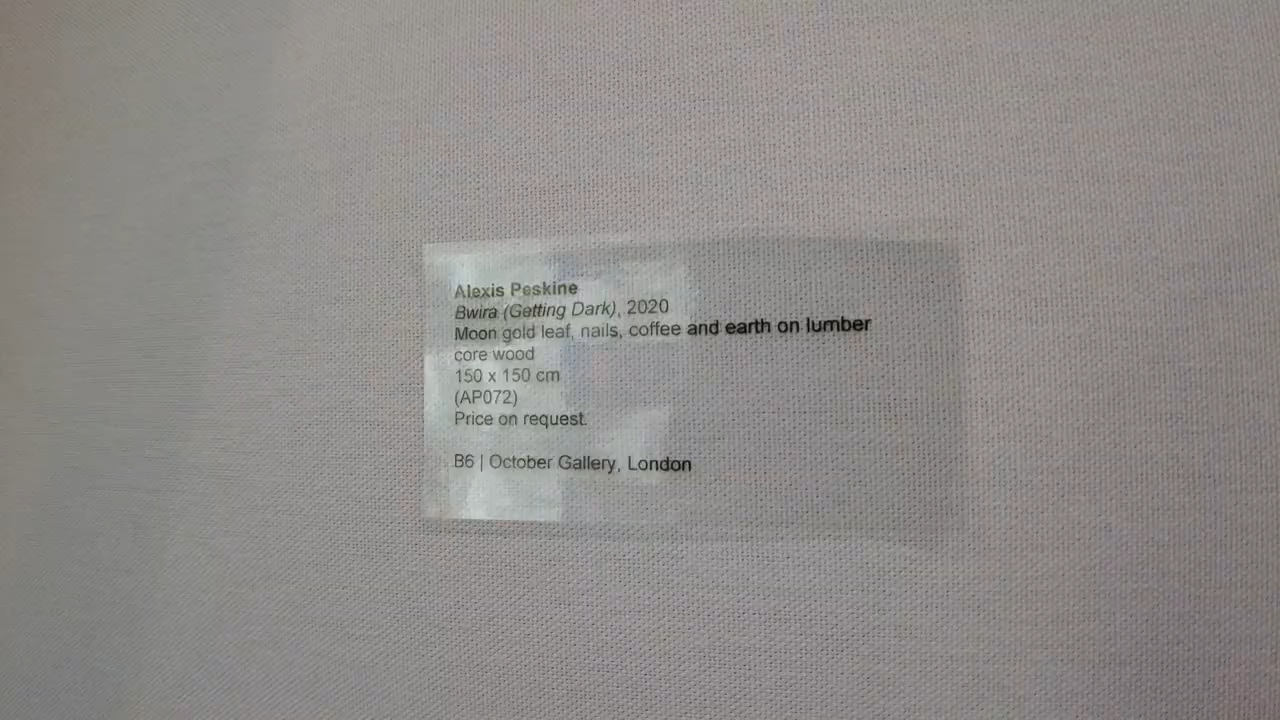 Alexis Peskine
Bwira (Getting Dark), 2020
Moon gold leaf, nails, coffee and earth on lumber
core wood
150 x 150 cm
(AP072)
Price on request.
B6 | October Gallery, London